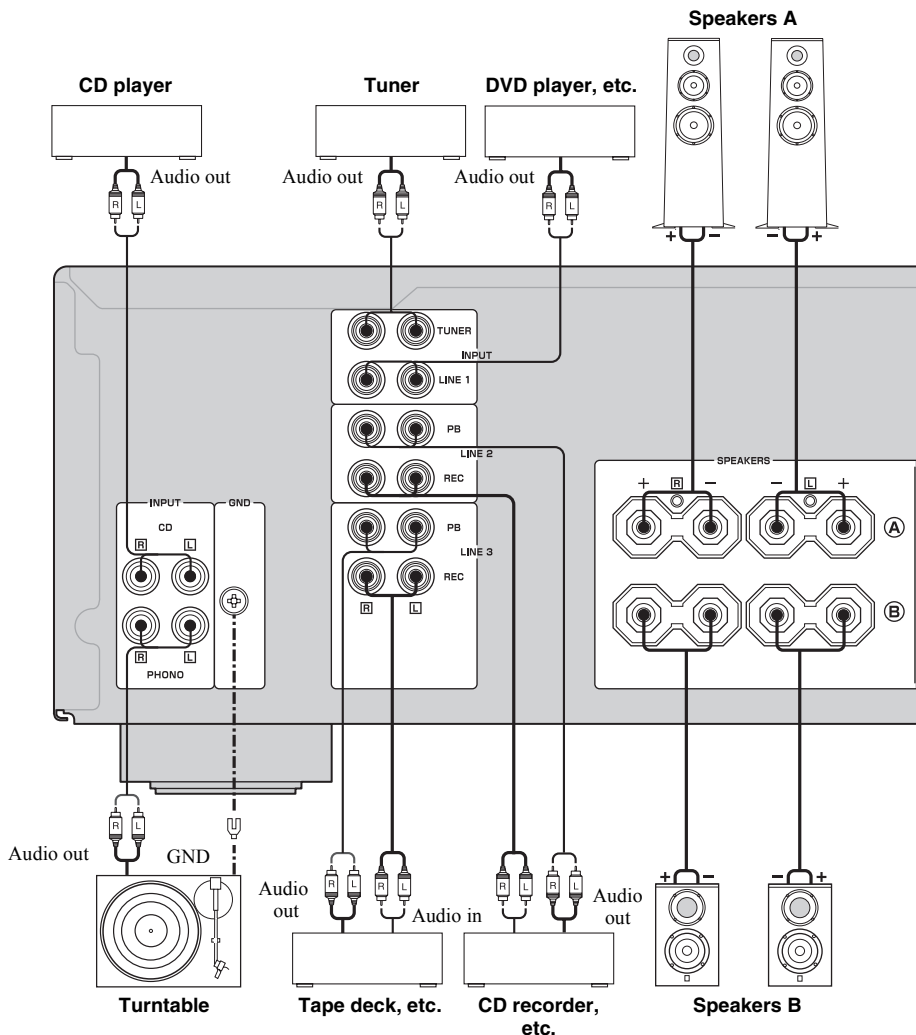 Speakers A
CD player
Tuner
DVD player, etc.
Audio out
Audio out
Audio out
R L
R L
R L
+ − − +
TUNER
INPUT
LINE 1
PB
LINE 2
REC
PB
LINE 3
REC
R L
SPEAKERS
+ R − − L +
A
B
INPUT
GND
CD
R L
R L
PHONO
R L
Audio out
GND
R L
R L
R L
R L
Audio
out
Audio in
Audio
out
+ − − +
Turntable
Tape deck, etc.
CD recorder,
etc.
Speakers B